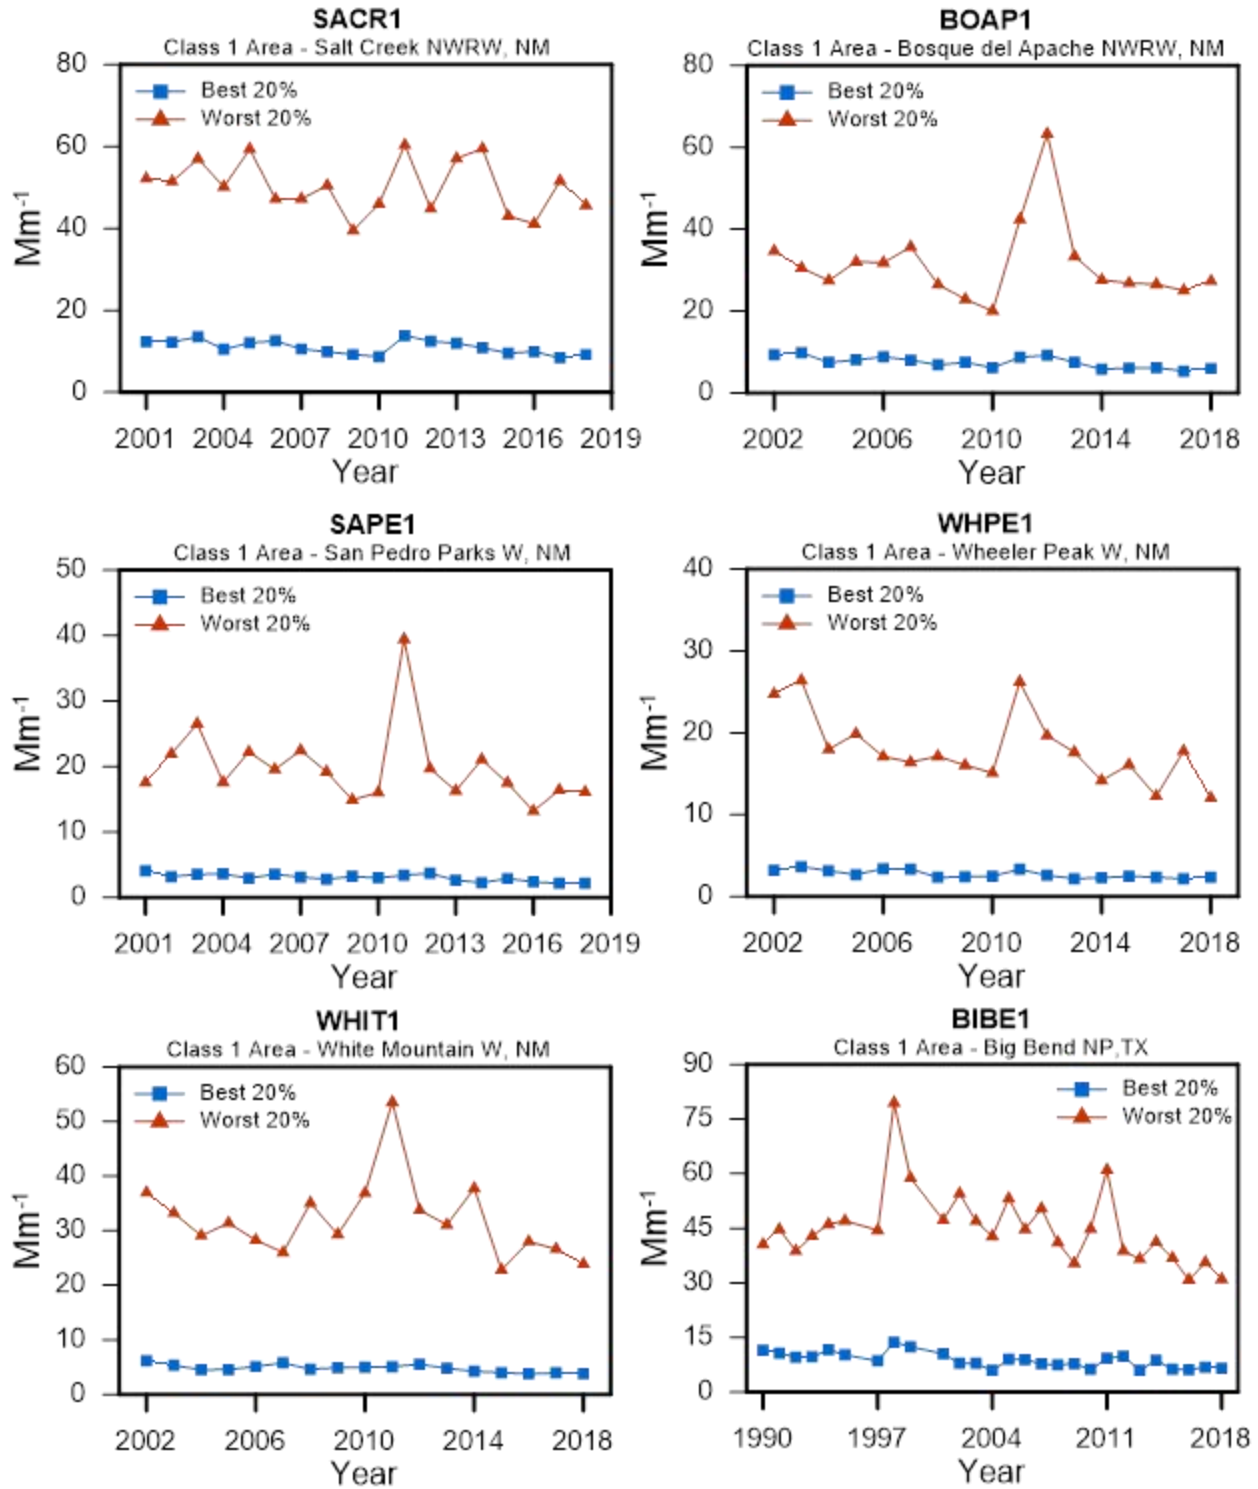 SACR1
Class 1 Area - Salt Creek NWRW, NM
80
60
40
20
0
Mm-1
Best 20%
Worst 20%
2001 2004 2007 2010 2013 2016 2019
Year
BOAP1
Class 1 Area - Bosque del Apache NWRW, NM
80
60
40
20
0
Mm-1
Best 20%
Worst 20%
2002 2006 2010 2014 2018
Year
SAPE1
Class 1 Area - San Pedro Parks W, NM
50
40
30
20
10
0
Mm-1
Best 20%
Worst 20%
2001 2004 2007 2010 2013 2016 2019
Year
WHPE1
Class 1 Area - Wheeler Peak W, NM
40
30
20
10
0
Mm-1
Best 20%
Worst 20%
2002 2006 2010 2014 2018
Year
WHIT1
Class 1 Area - White Mountain W, NM
60
50
40
30
20
10
0
Mm-1
Best 20%
Worst 20%
2002 2006 2010 2014 2018
Year
BIBE1
Class 1 Area - Big Bend NP,TX
90
75
60
45
30
15
0
Mm-1
Best 20%
Worst 20%
1990 1997 2004 2011 2018
Year